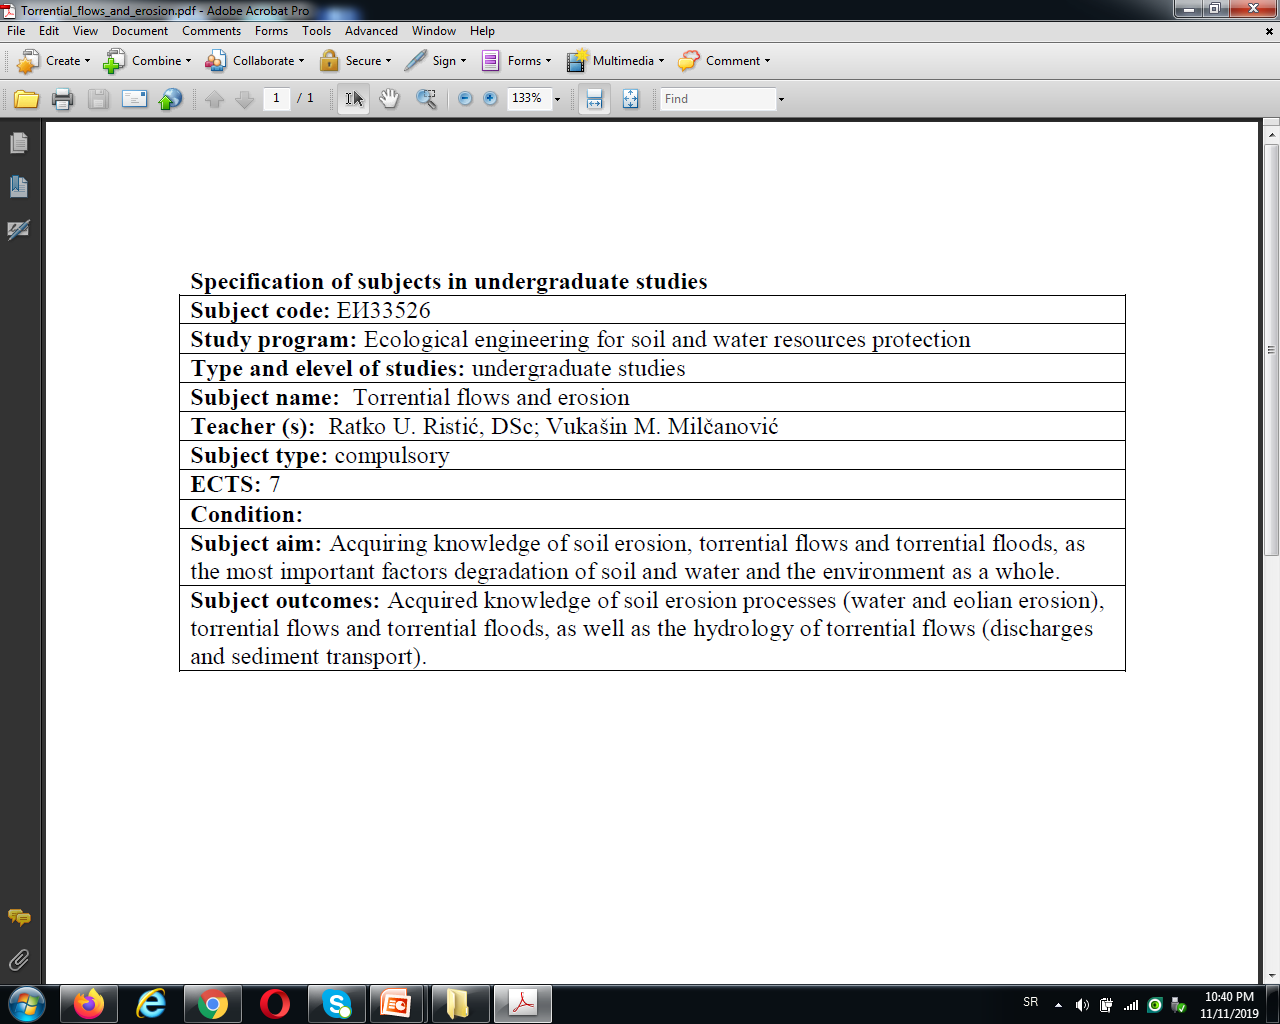 Torrential_flows_and_erosion.pdf - Adobe Acrobat Pro
File Edit View Document Comments Forms Tools Advanced Window Help
Create Combine Collaborate Secure Sign Forms Multimedia Comment
1 / 1 133% Find
Specification of subjects in undergraduate studies
Subject code: ЕИ33526
Study program: Ecological engineering for soil and water resources protection
Type and elevel of studies: undergraduate studies
Subject name: Torrential flows and erosion
Teacher (s): Ratko U. Ristić, DSc; Vukašin M. Milčanović
Subject type: compulsory
ECTS: 7
Condition:
Subject aim: Acquiring knowledge of soil erosion, torrential flows and torrential floods, as
the most important factors degradation of soil and water and the environment as a whole.
Subject outcomes: Acquired knowledge of soil erosion processes (water and eolian erosion),
torrential flows and torrential floods, as well as the hydrology of torrential flows (discharges
and sediment transport).
SR 10:40 PM
11/11/2019